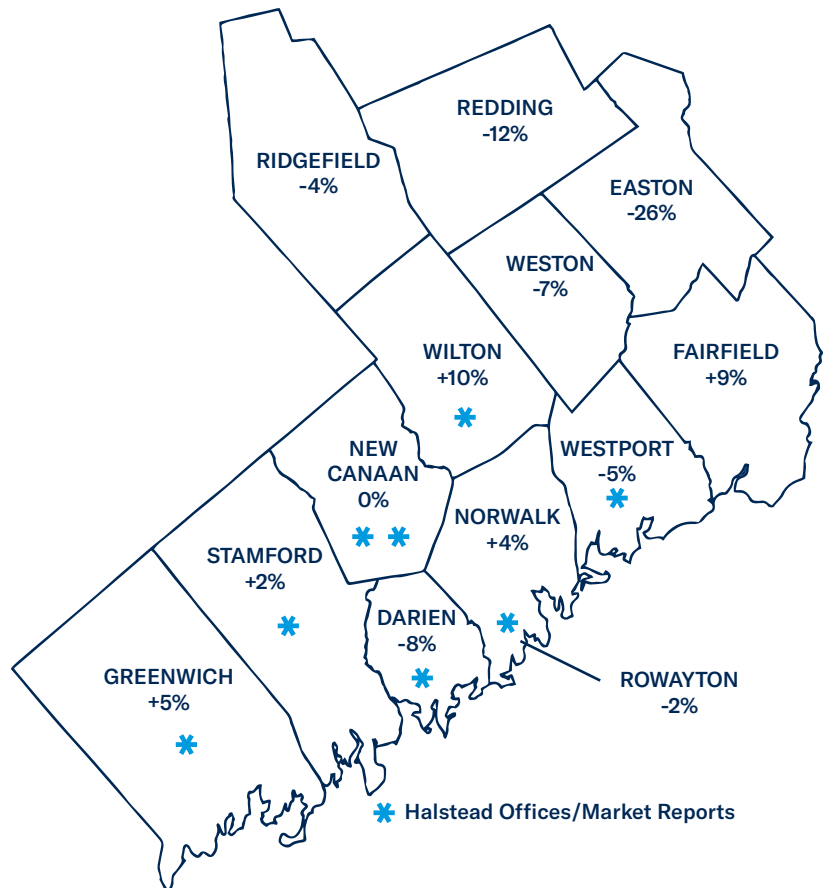 REDDING
-12%
RIDGEFIELD
-4%
EASTON
-26%
WESTON
-7%
WILTON
+10%
FAIRFIELD
+9%
NEW
CANAAN
0%
WESTPORT
-5%
NORWALK
+4%
STAMFORD
+2%
DARIEN
-8%
GREENWICH
+5%
ROWAYTON
-2%
Halstead Offices/Market Reports